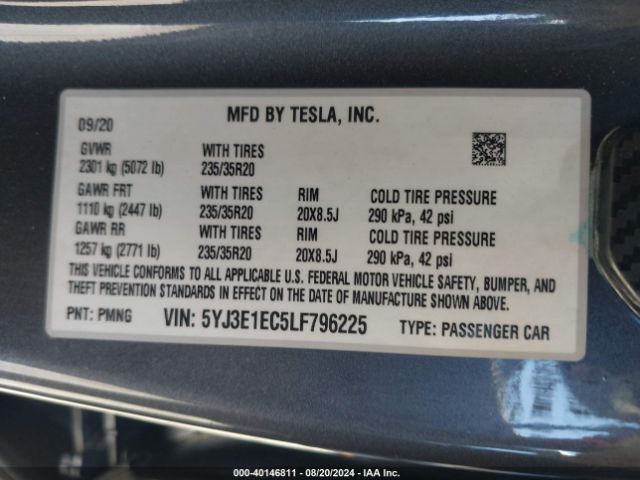 MFD BY TESLA, INC.
09/20
GVWR WITH TIRES
2301 kg (5072 lb) 235/35R20
GAWR FRT WITH TIRES RIM COLD TIRE PRESSURE
1110 kg (2447 lb) 235/35R20 20X8.5J 290 kPa, 42 psi
GAWR RR WITH TIRES RIM COLD TIRE PRESSURE
1257 kg (2771 lb) 235/35R20 20X8.5J 290 kPa, 42 psi
THIS VEHICLE CONFORMS TO ALL APPLICABLE U.S. FEDERAL MOTOR VEHICLE SAFETY, BUMPER, AND
THEFT PREVENTION STANDARDS IN EFFECT ON THE DATE OF MANUFACTURE SHOWN ABOVE.
PNT: PMNG VIN: 5YJ3E1EC5LF796225 TYPE: PASSENGER CAR
000-40146811 - 08/20/2024 - IAA Inc.